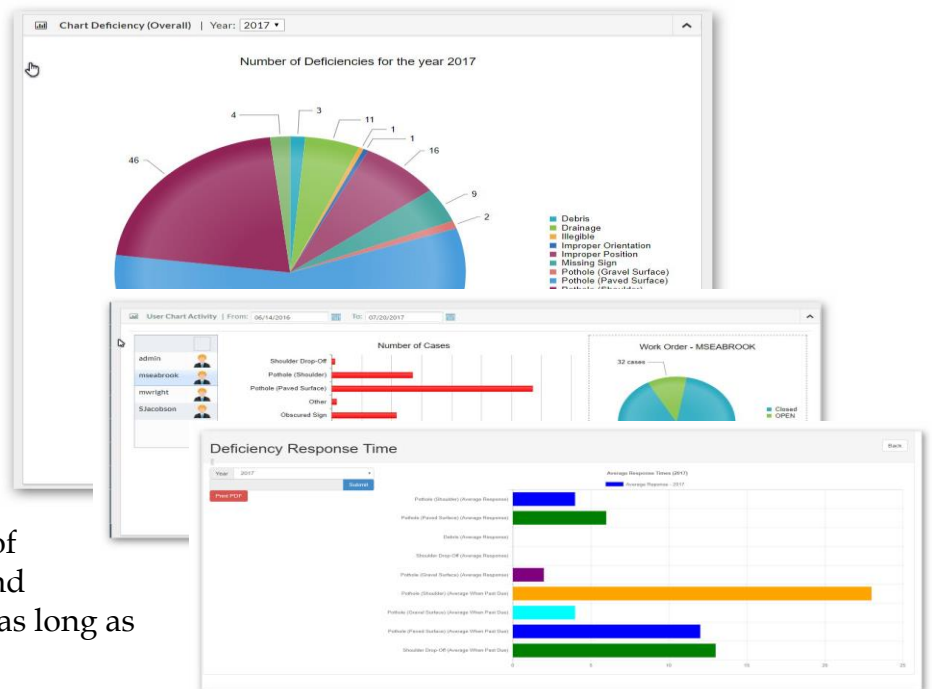 Chart Deficiency (Overall) | Year: 2017
Number of Deficiencies for the year 2017
4
3
11
1
1
16
46
9
2
Debris
Drainage
Illegible
Improper Orientation
Improper Position
Missing Sign
Pothole (Gravel Surface)
Pothole (Paved Surface)
Pothole (Shoulder)
User Chart Activity | From: 06/14/2016 To: 07/20/2017
admin
mseabrook
mwright
SJacobson
Number of Cases
Shoulder Drop-Off
Pothole (Shoulder)
Pothole (Paved Surface)
Other
Obscured Sign
Work Order - MSEABROOK
32 cases
Closed
OPEN
Deficiency Response Time
Back
Year 2017
Submit
Print PDF
Average Response Times (2017)
Average Response - 2017
Pothole (Shoulder) (Average Response)
Pothole (Paved Surface) (Average Response)
Debris (Average Response)
Shoulder Drop-Off (Average Response)
Pothole (Gravel Surface) (Average Response)
Pothole (Shoulder) (Average When Past Due)
Pothole (Gravel Surface) (Average When Past Due)
Pothole (Paved Surface) (Average When Past Due)
Shoulder Drop-Off (Average When Past Due)
0 5 10 15 20 25
of
nd
as long as